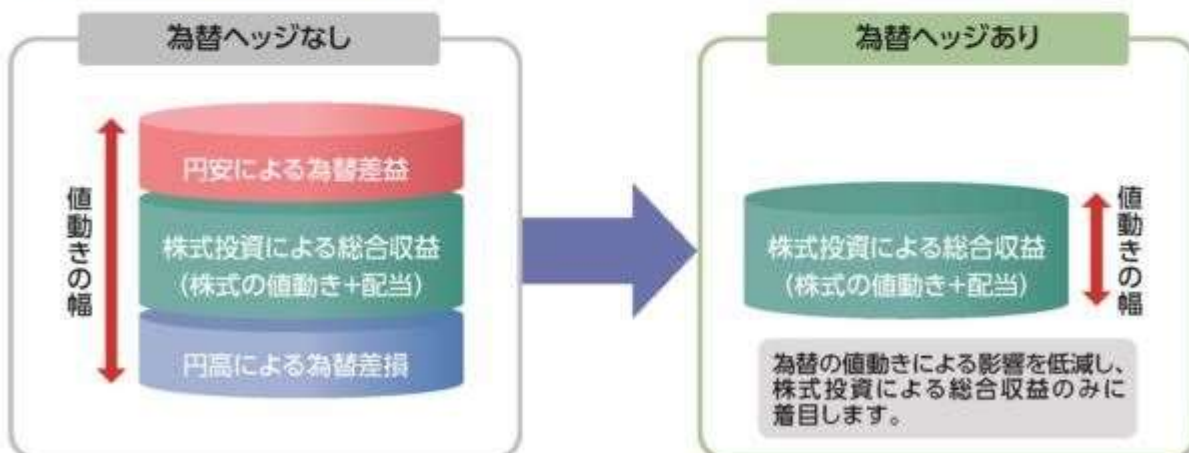 為替ヘッジなし
値動きの幅
円安による為替差益
株式投資による総合収益
(株式の値動き+配当)
円高による為替差損
為替ヘッジあり
株式投資による総合収益
(株式の値動き+配当)
値動きの幅
為替の値動きによる影響を低減し、
株式投資による総合収益のみに
着目します。